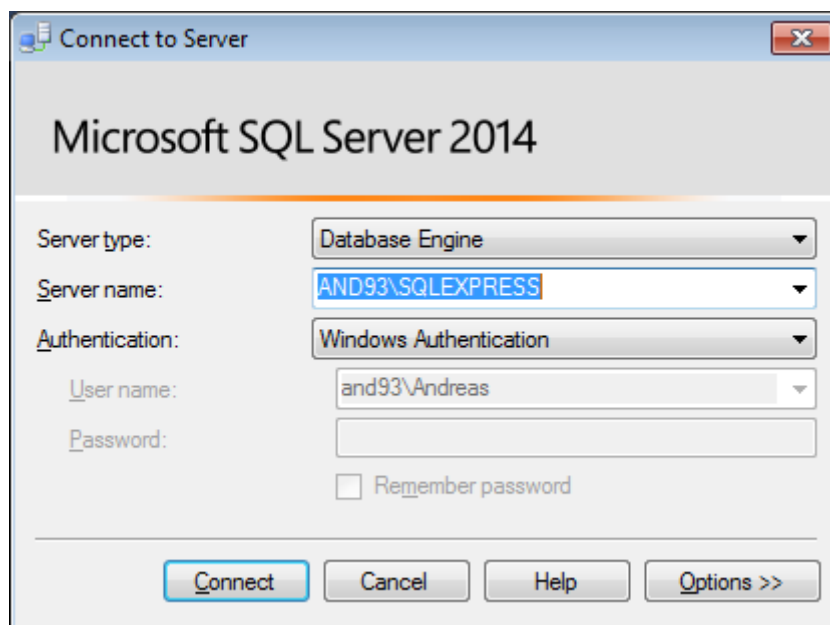 Connect to Server
Microsoft SQL Server 2014
Server type: Database Engine
Server name: AND93\SQLEXPRESS
Authentication: Windows Authentication
User name: and93\Andreas
Password:
Remember password
Connect Cancel Help Options >>